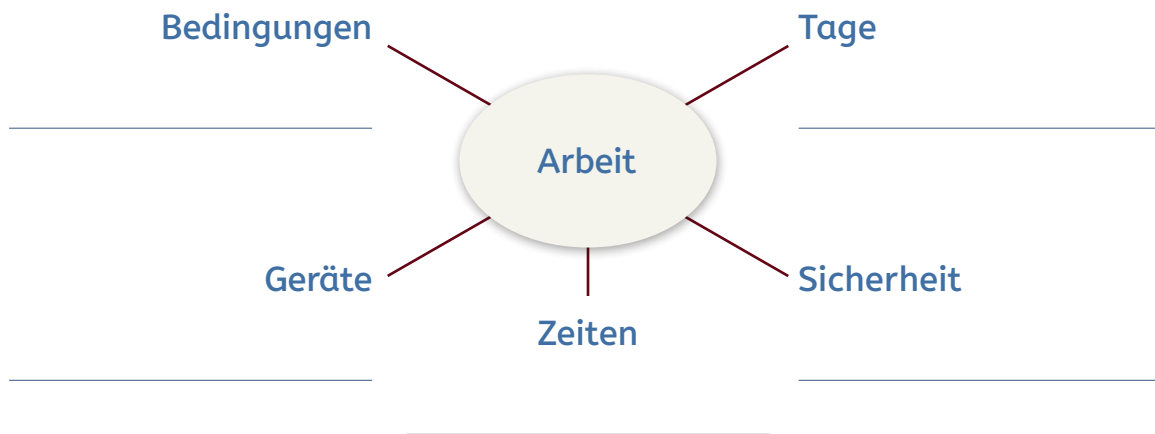 Bedingungen
Tage
Arbeit
Geräte
Sicherheit
Zeiten